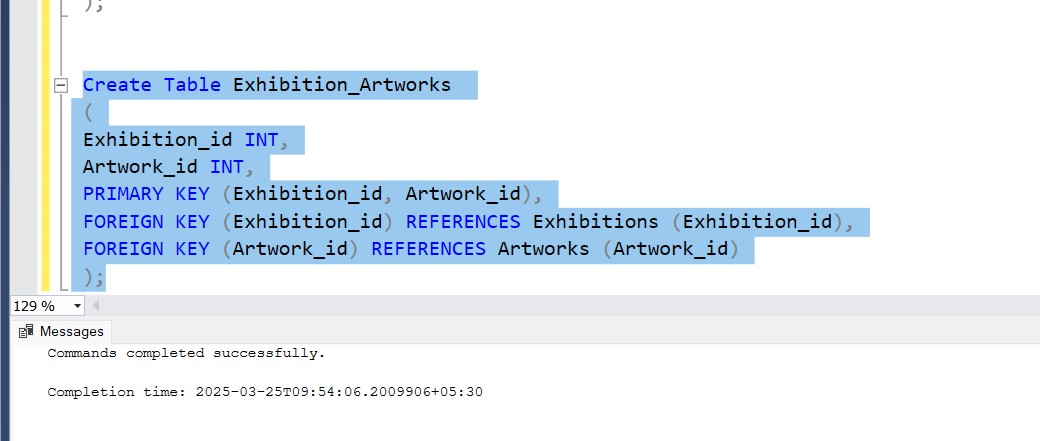 );
Create Table Exhibition_Artworks
(
Exhibition_id INT,
Artwork_id INT,
PRIMARY KEY (Exhibition_id, Artwork_id),
FOREIGN KEY (Exhibition_id) REFERENCES Exhibitions (Exhibition_id),
FOREIGN KEY (Artwork_id) REFERENCES Artworks (Artwork_id)
);
129 %
Messages
Commands completed successfully.
Completion time: 2025-03-25T09:54:06.2009906+05:30